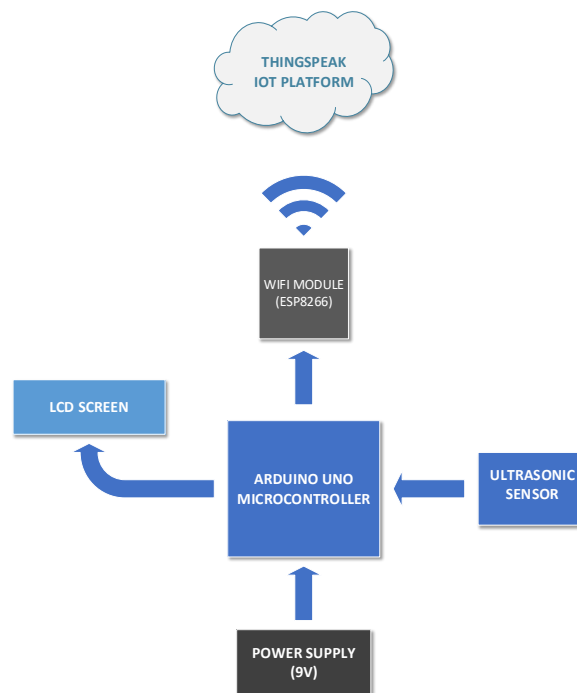 THINGSPEAK
IOT PLATFORM
WIFI MODULE
(ESP8266)
LCD SCREEN
ARDUINO UNO
MICROCONTROLLER
ULTRASONIC
SENSOR
POWER SUPPLY
(9V)